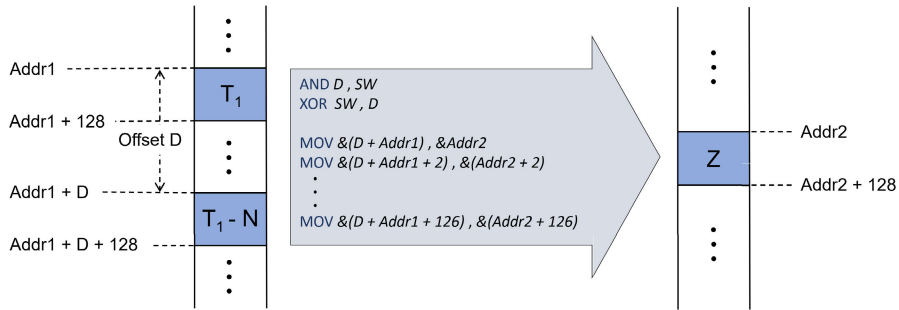 Addr1
Addr1 + 128
Offset D
Addr1 + D
Addr1 + D + 128
T1
T1 - N
AND D , SW
XOR SW , D
MOV &(D + Addr1) , &Addr2
MOV &(D + Addr1 + 2) , &(Addr2 + 2)
MOV &(D + Addr1 + 126) , &(Addr2 + 126)
Z
Addr2
Addr2 + 128